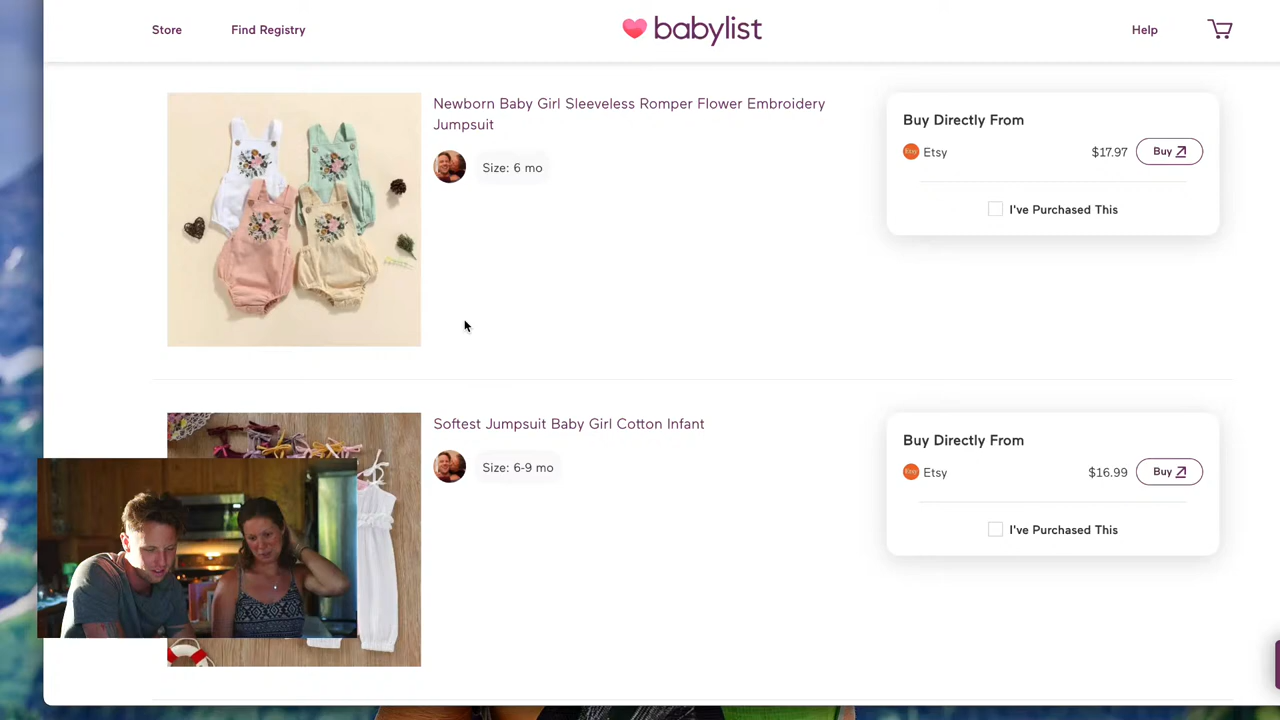 Store
Find Registry
babylist
Help
Newborn Baby Girl Sleeveless Romper Flower Embroidery
Jumpsuit
Size: 6 mo
Buy Directly From
Etsy
Etsy
$17.97
Buy
I've Purchased This
Softest Jumpsuit Baby Girl Cotton Infant
Size: 6-9 mo
Buy Directly From
Etsy
Etsy
$16.99
Buy
I've Purchased This